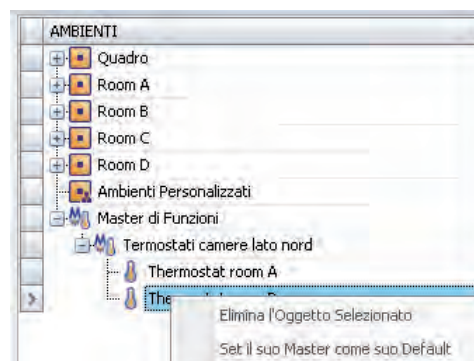 AMBIENTI
Quadro
Room A
Room B
Room C
Room D
Ambienti Personalizzati
Master di Funzioni
Termostati camere lato nord
Thermostat room A
Elimina l'Oggetto Selezionato
Set il suo Master come suo Default